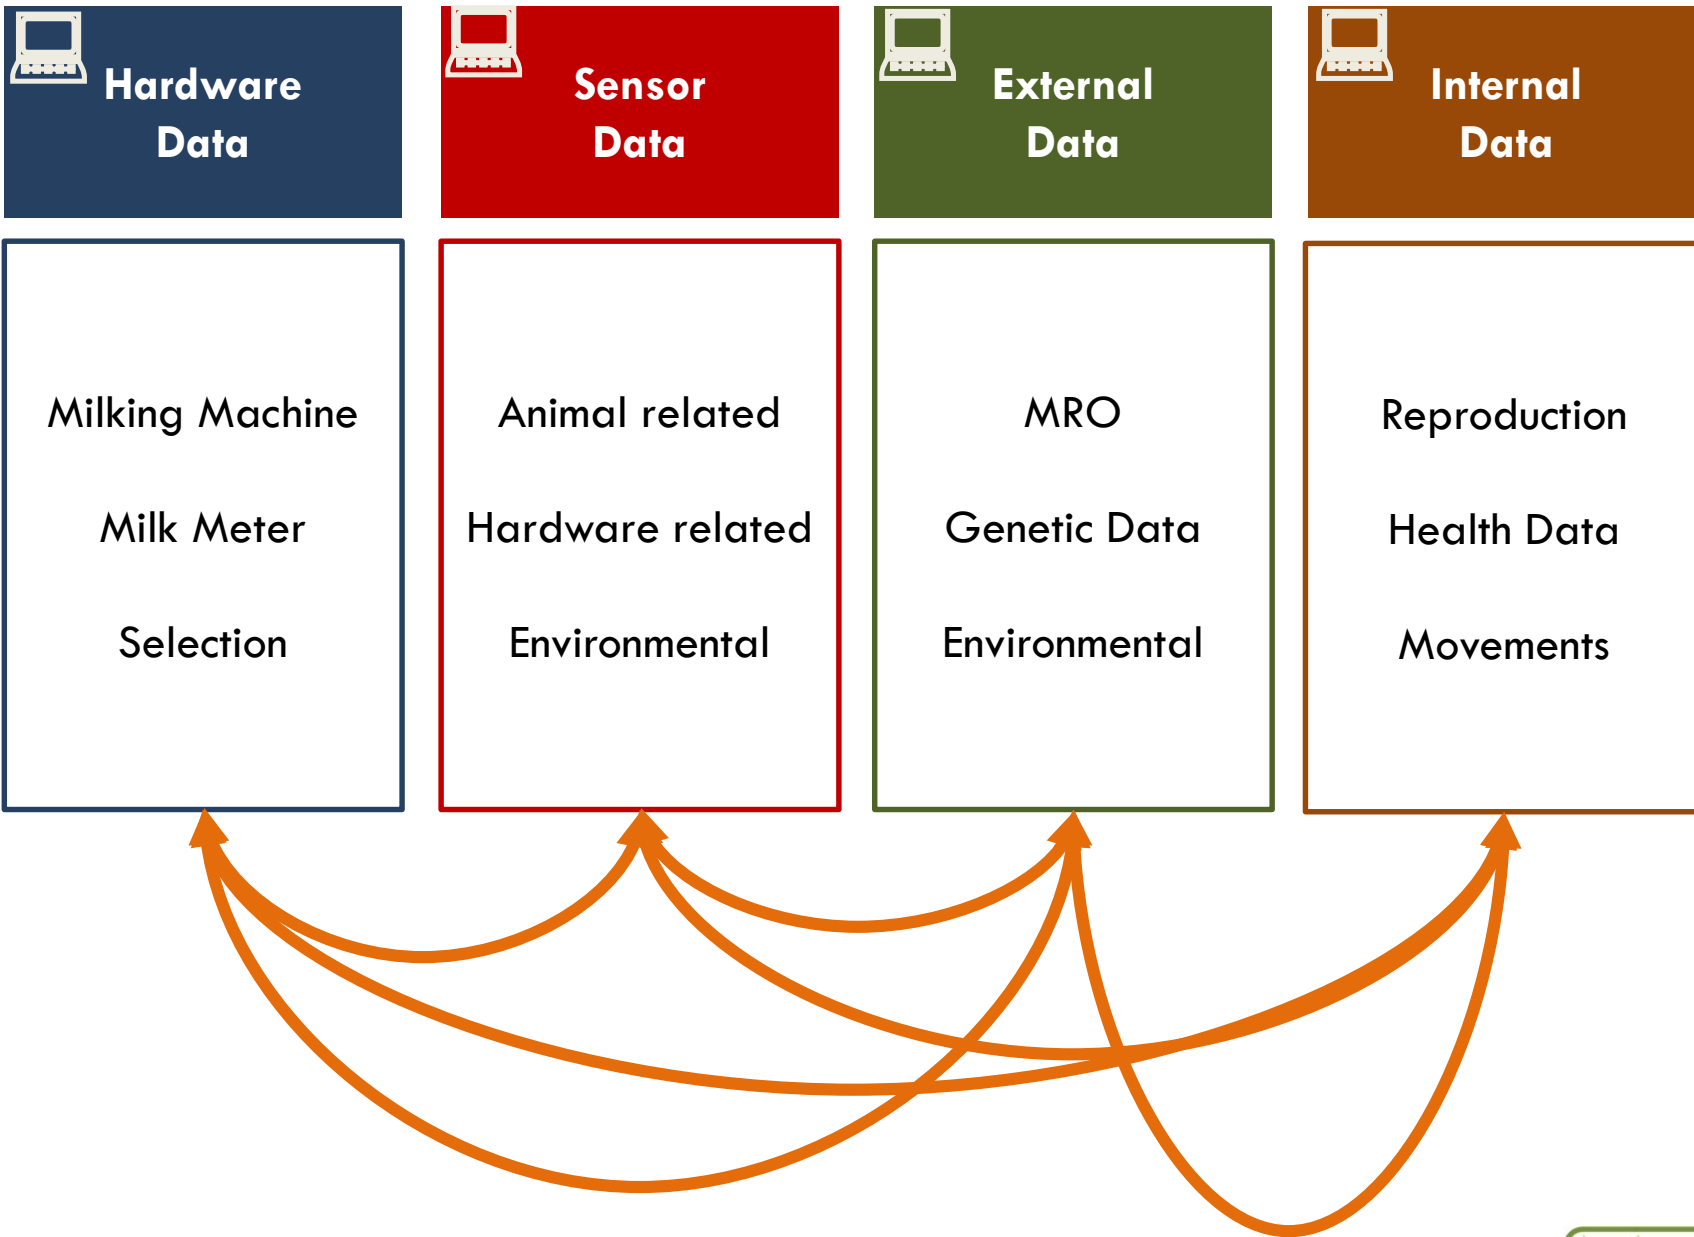 Hardware
Data
Sensor
Data
External
Data
Internal
Data
Milking Machine
Milk Meter
Selection
Animal related
Hardware related
Environmental
MRO
Genetic Data
Environmental
Reproduction
Health Data
Movements